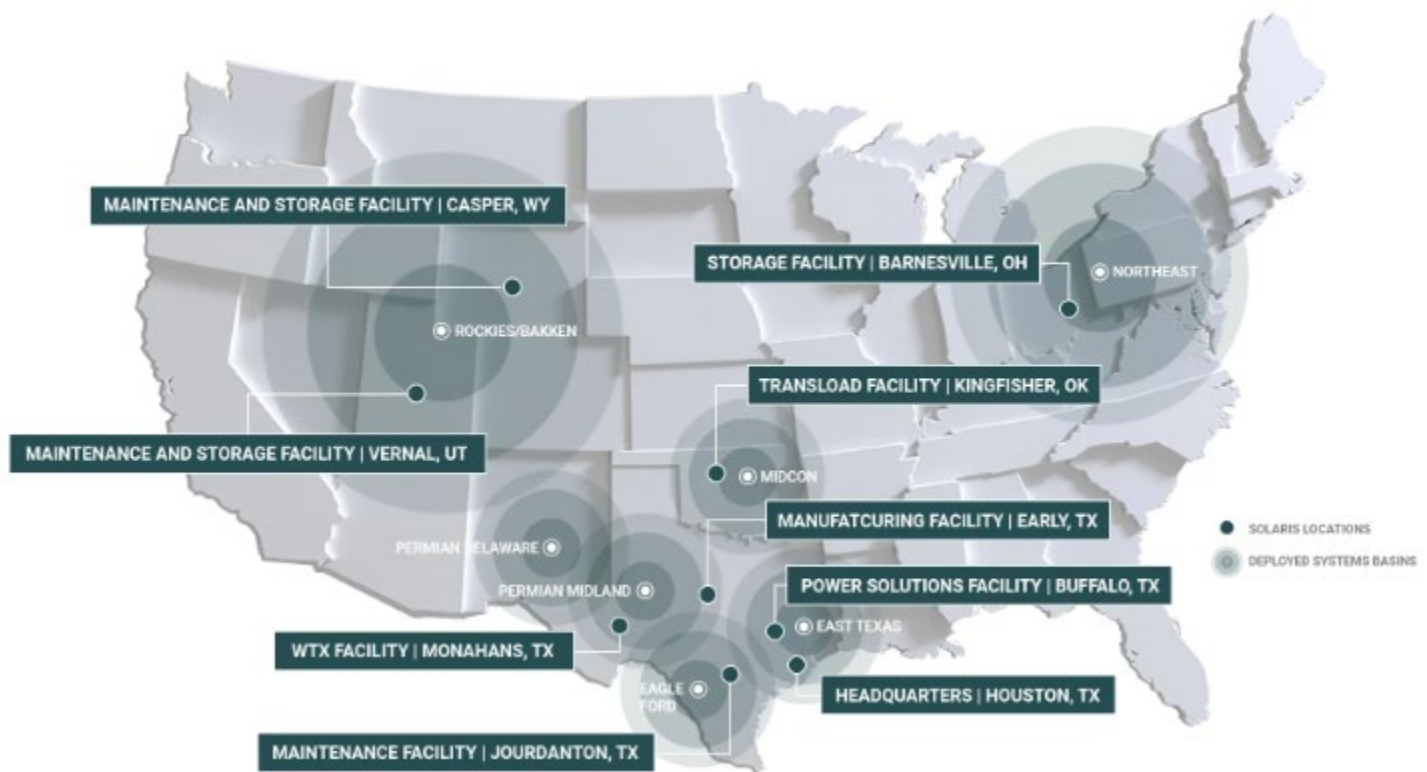 MAINTENANCE AND STORAGE FACILITY | CASPER, WY
STORAGE FACILITY | BARNESVILLE, OH
NORTHEAST
ROCKIES/BAKKEN
TRANSLOAD FACILITY | KINGFISHER, OK
MAINTENANCE AND STORAGE FACILITY | VERNAL, UT
MIDCON
MANUFATCURING FACILITY | EARLY, TX
SOLARIS LOCATIONS
PERMIAN DELAWARE
DEPLOYED SYSTEMS BASINS
PERMIAN MIDLAND
POWER SOLUTIONS FACILITY | BUFFALO, TX
EAST TEXAS
WTX FACILITY | MONAHANS, TX
EAGLE
FORD
HEADQUARTERS | HOUSTON, TX
MAINTENANCE FACILITY | JOURDANTON, TX